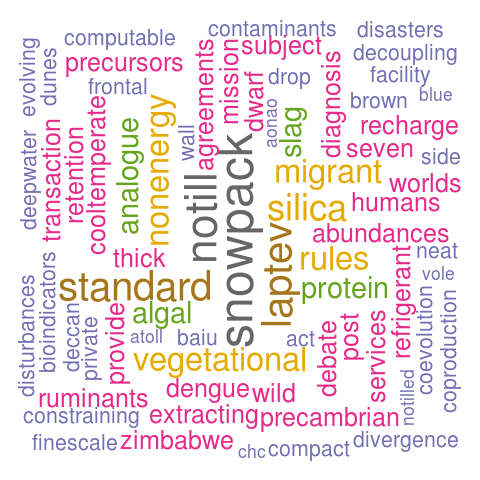 contaminants
disasters
computable
subject
decoupling
precursors
facility
evolving
dunes
frontal
mission
dwarf
drop
diagnosis
brown
blue
agreements
aonao
slag
recharge
wall
seven
side
deepwater
transaction
retention
cooltemperate
analogue
nonenergy
notill
snowpack
migrant
worlds
silica
humans
abundances
laptev
rules
neat
thick
refrigerant
vole
standard
protein
disturbances
bioindicators
deccan
private
provide
algal
atoll
baiu
act
debate
post
services
coevolution
coproduction
vegetational
notilled
ruminants
dengue
wild
constraining
extracting
precambrian
finescale
zimbabwe
chc
compact
divergence